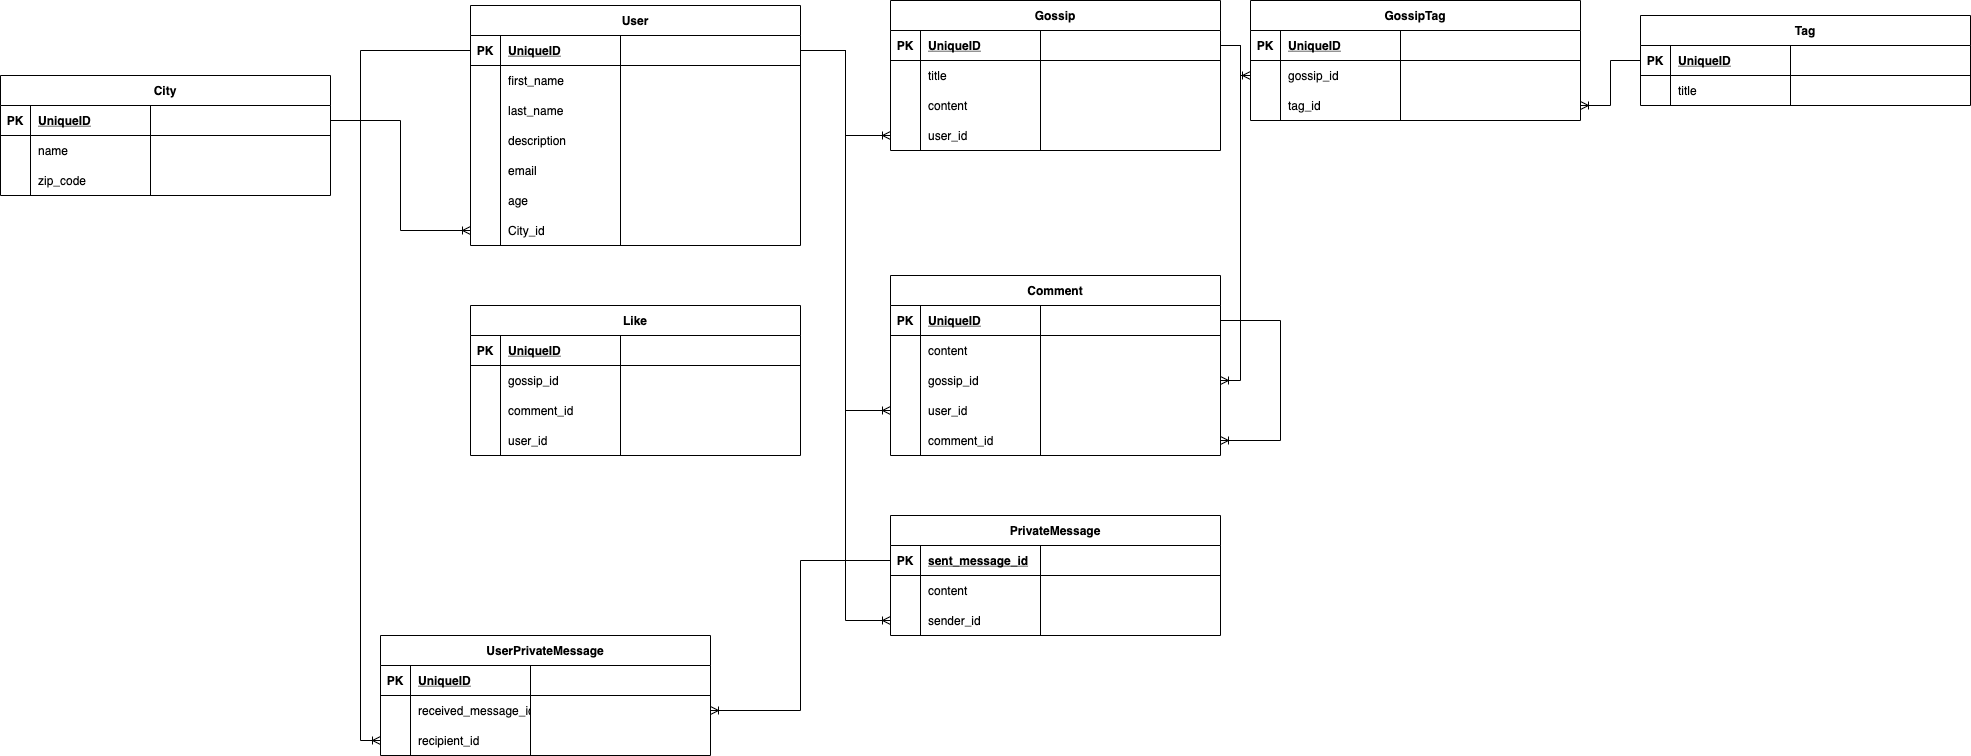 City
PK UniqueID
name
zip_code
User
PK UniqueID
first_name
last_name
description
email
age
City_id
Gossip
PK UniqueID
title
content
user_id
GossipTag
PK UniqueID
gossip_id
tag_id
Tag
PK UniqueID
title
Like
PK UniqueID
gossip_id
comment_id
user_id
Comment
PK UniqueID
content
gossip_id
user_id
comment_id
PrivateMessage
PK sent_message_id
content
sender_id
UserPrivateMessage
PK UniqueID
received_message_id
recipient_id